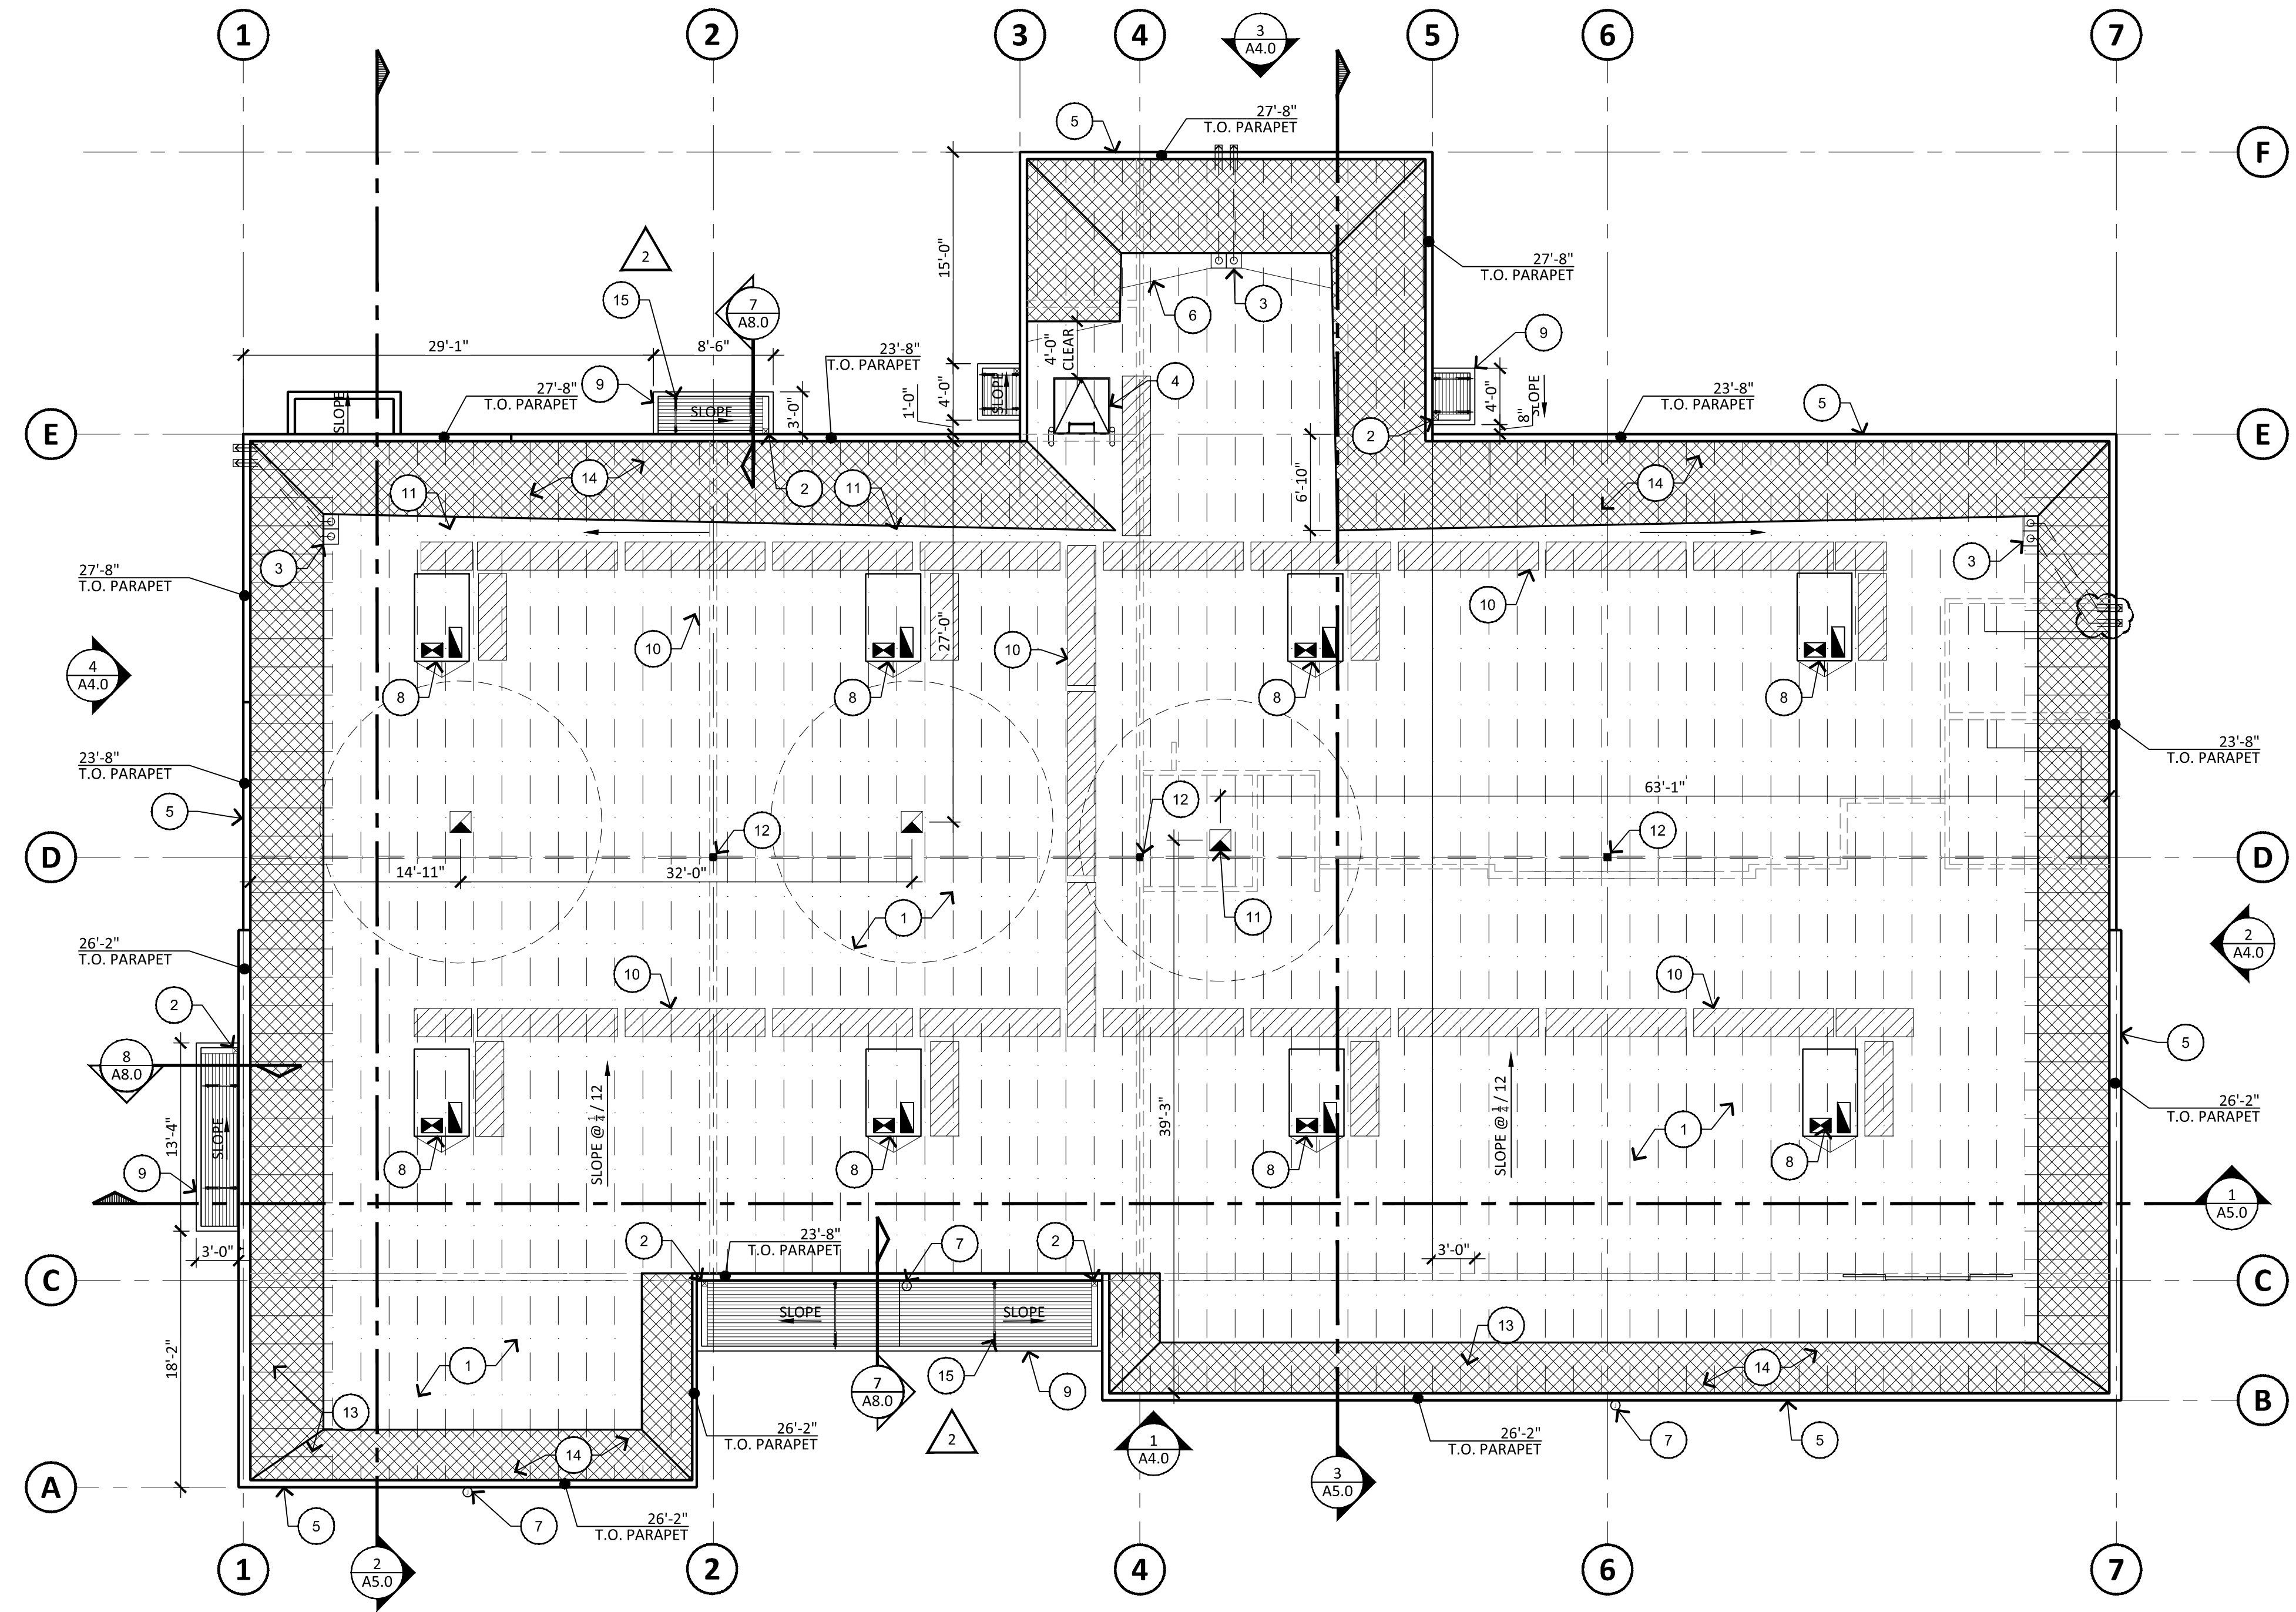 1
2
3
4
5
6
7
3
A4.0
5
27'-8"
T.O. PARAPET
F
15'-0"
2
15
7
A8.0
27'-8"
T.O. PARAPET
6
3
9
29'-1"
8'-6"
23'-8"
T.O. PARAPET
4'-0"
CLEAR
4
9
27'-8"
T.O. PARAPET
SLOPE
SLOPE
3'-0"
1'-0"
4'-0"
SLOPE
2
4'-0"
8"
SLOPE
23'-8"
T.O. PARAPET
5
E
E
11
14
2
11
6'-10"
14
3
3
27'-8"
T.O. PARAPET
10
27'-0"
10
10
4
A4.0
8
8
8
8
23'-8"
T.O. PARAPET
23'-8"
T.O. PARAPET
5
12
12
63'-1"
12
D
D
14'-11"
32'-0"
1
11
26'-2"
T.O. PARAPET
2
A4.0
10
10
2
5
8
A8.0
13'-4"
SLOPE
9
SLOPE @ 1/4 / 12
39'-3"
SLOPE @ 1/4 / 12
1
26'-2"
T.O. PARAPET
8
8
8
8
1
A5.0
3'-0"
2
23'-8"
T.O. PARAPET
7
2
3'-0"
C
C
SLOPE
SLOPE
18'-2"
1
13
14
15
9
7
A8.0
13
2
26'-2"
T.O. PARAPET
14
1
A4.0
26'-2"
T.O. PARAPET
7
5
B
A
3
A5.0
5
7
26'-2"
T.O. PARAPET
2
A5.0
1
2
4
6
7